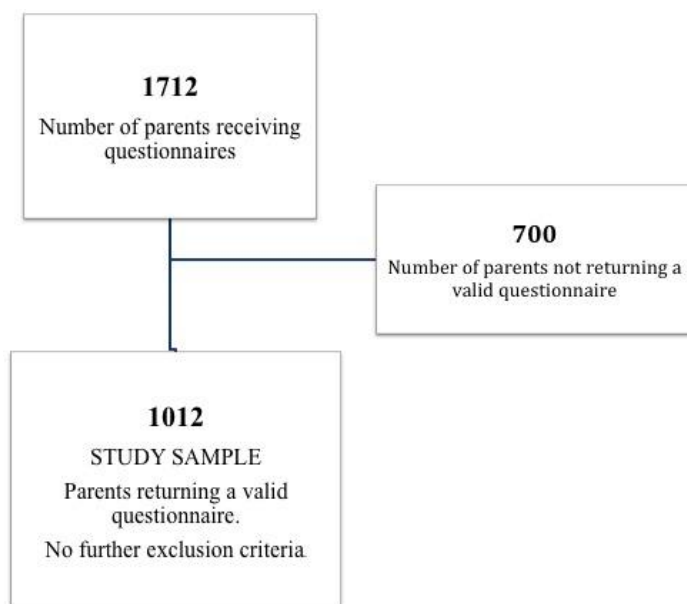 1712
Number of parents receiving
questionnaires
700
Number of parents not returning a
valid questionnaire
1012
STUDY SAMPLE
Parents returning a valid
questionnaire.
No further exclusion criteria.